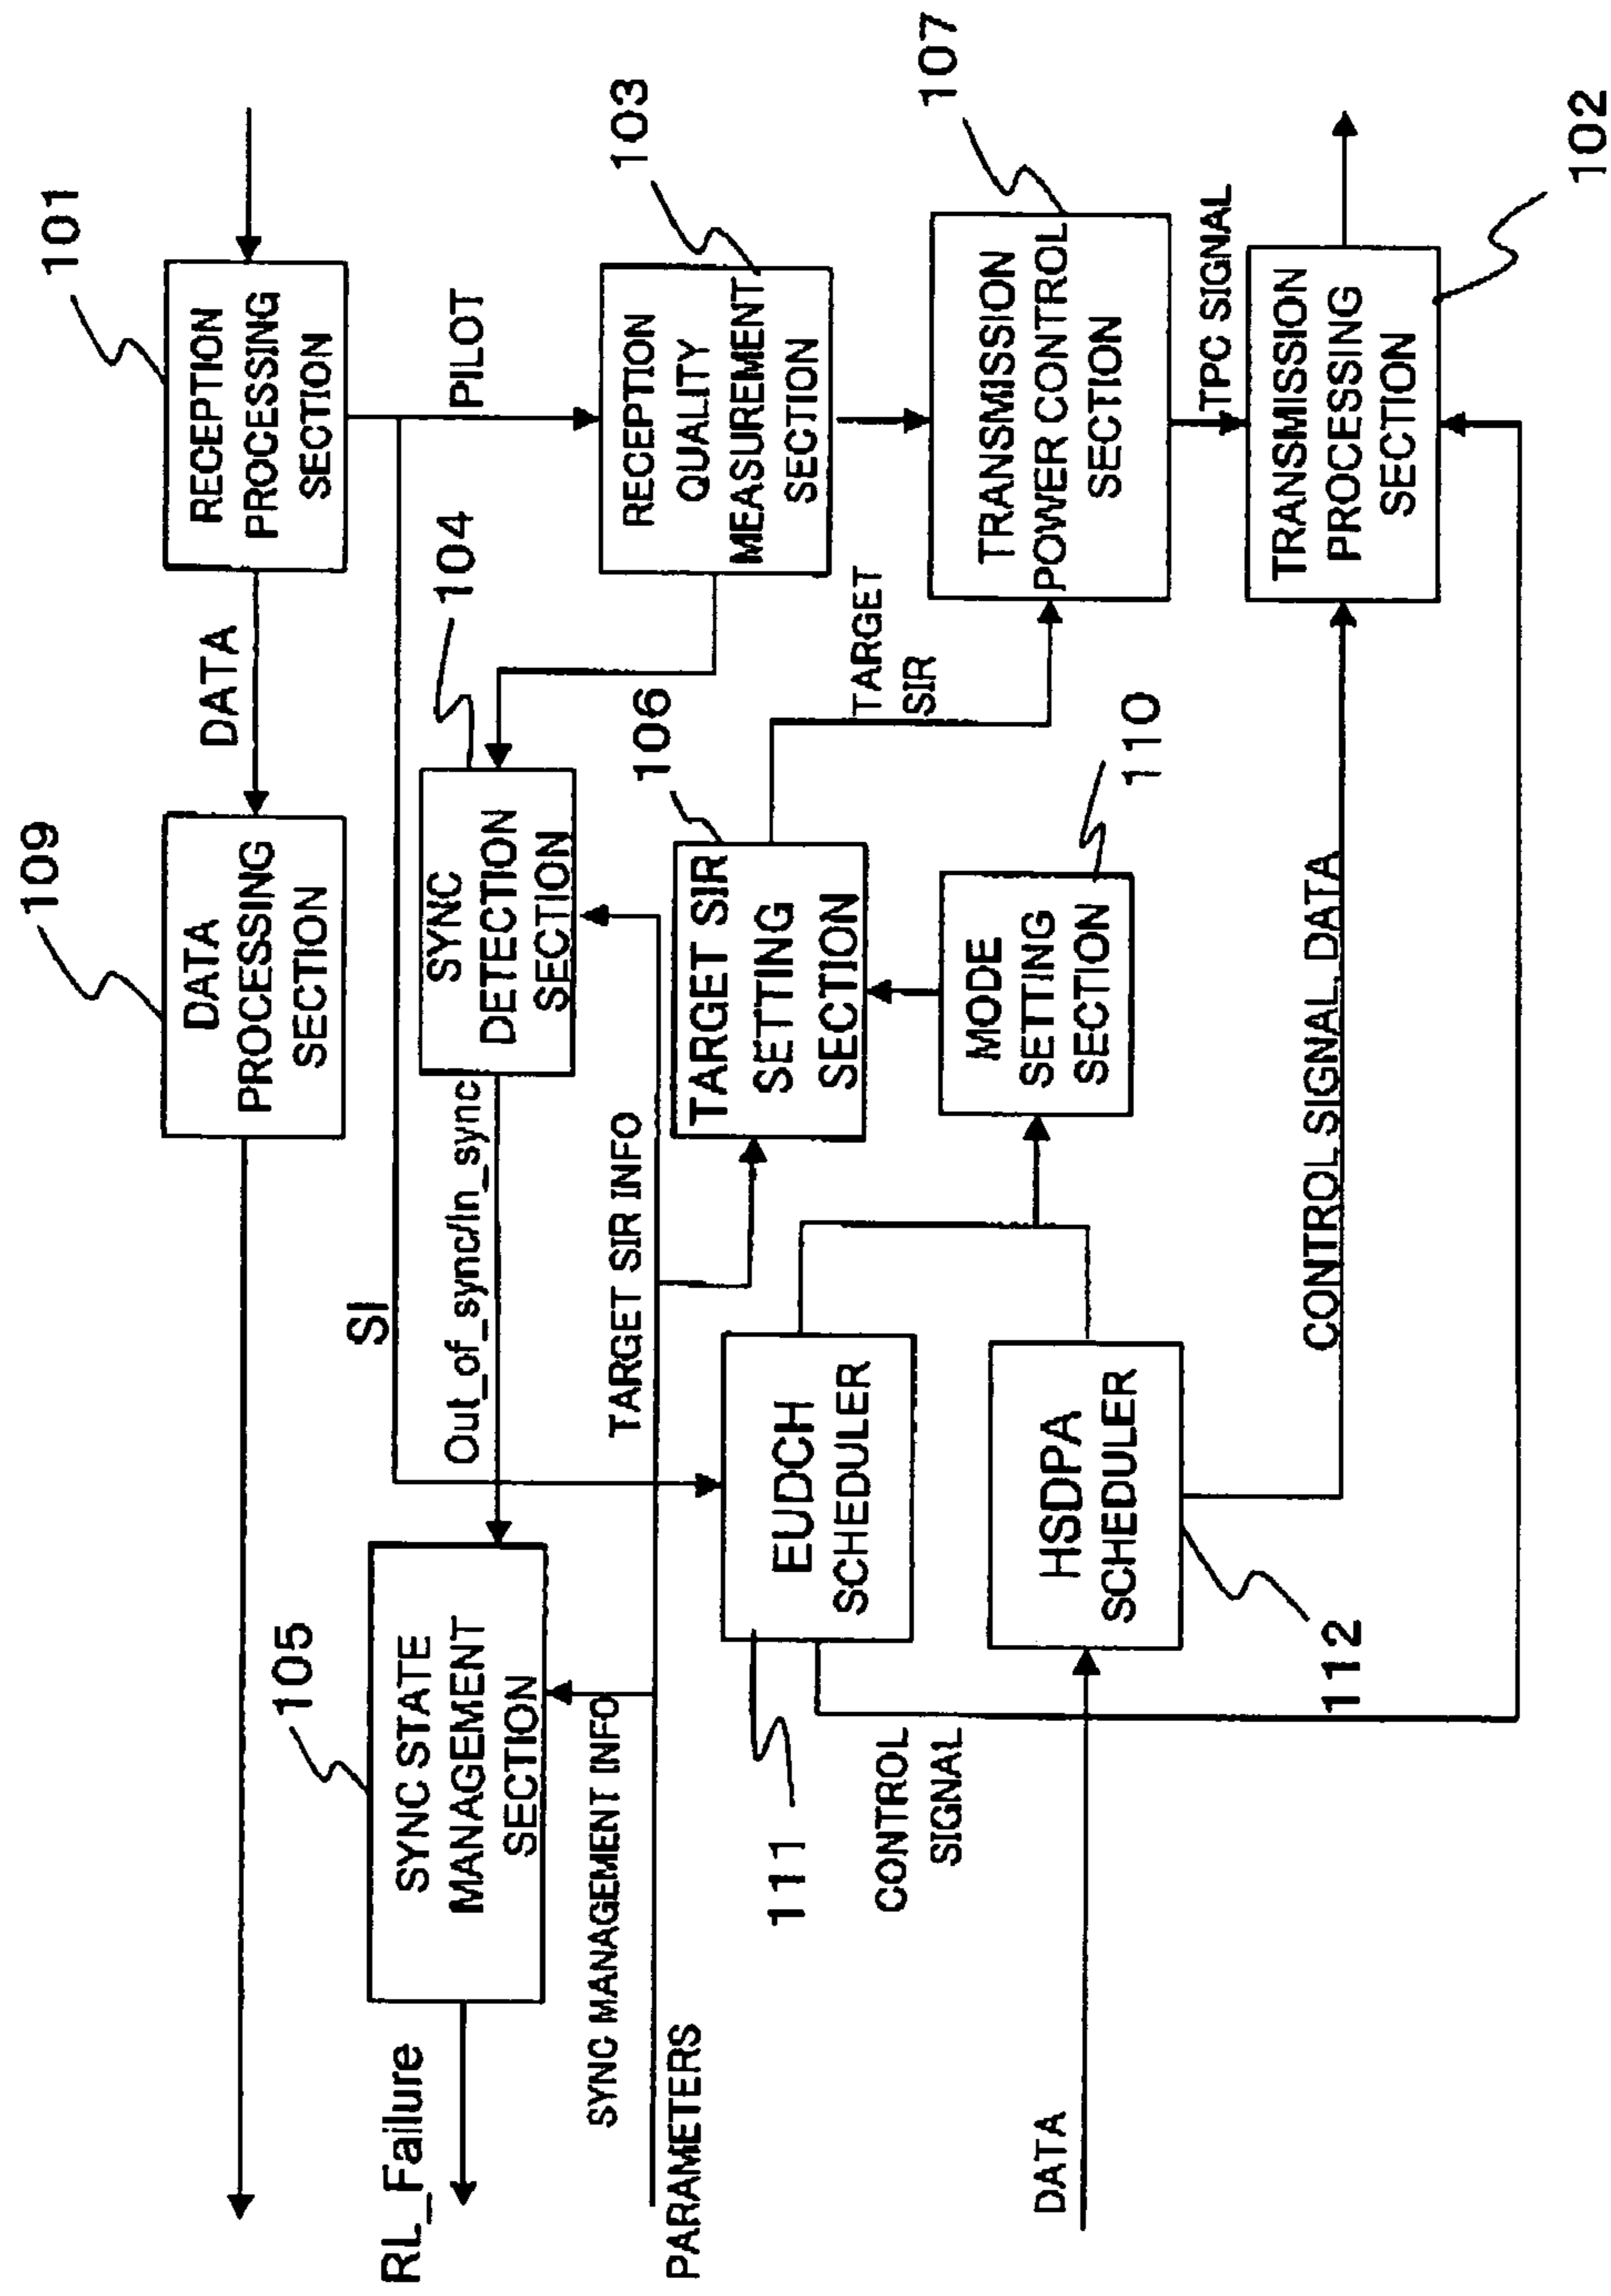 109
DATA
PROCESSING
SECTION
DATA
101
RECEPTION
PROCESSING
SECTION
SI
PILOT
RL_Failure
105
SYNC STATE
MANAGEMENT
SECTION
Out_of_sync/In_sync
104
SYNC
DETECTION
SECTION
103
RECEPTION
QUALITY
MEASUREMENT
SECTION
SYNC MANAGEMENT INFO
TARGET SIR INFO
PARAMETERS
106
TARGET SIR
SETTING
SECTION
TARGET
SIR
107
TRANSMISSION
POWER CONTROL
SECTION
111
EUDCH
SCHEDULER
CONTROL
SIGNAL
110
MODE
SETTING
SECTION
DATA
HSDPA
SCHEDULER
112
CONTROL SIGNAL, DATA
TPC SIGNAL
TRANSMISSION
PROCESSING
SECTION
102